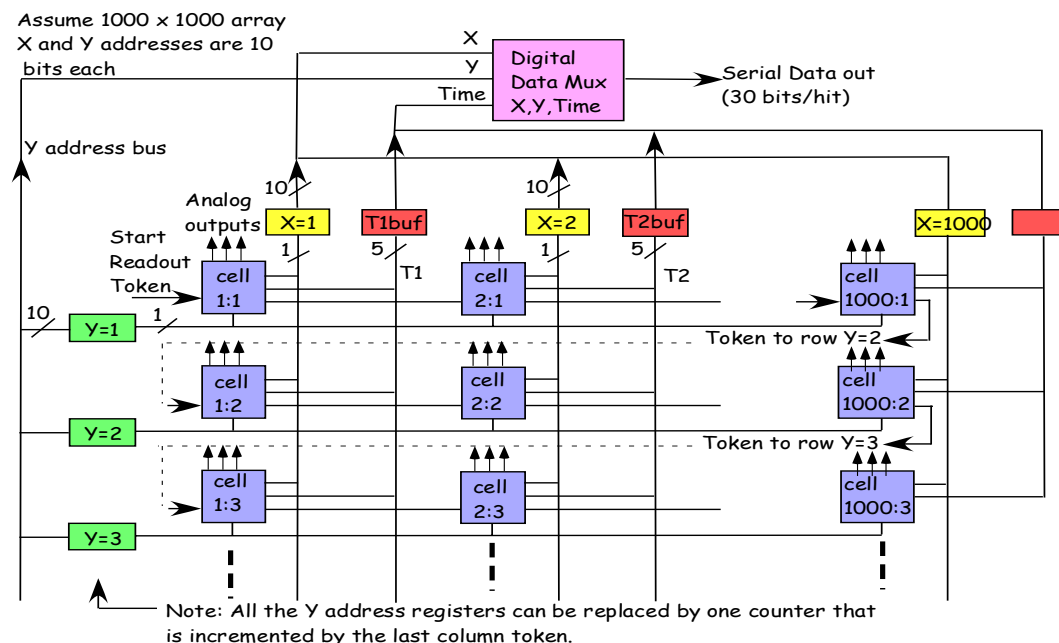 Assume 1000 x 1000 array
X and Y addresses are 10
bits each
X
Y
Time
Digital
Data Mux
X,Y,Time
Serial Data out
(30 bits/hit)
Y address bus
Analog
outputs
10
10
X=1
T1buf
X=2
T2buf
X=1000
Start
Readout
Token
1
5
T1
1
5
T2
cell
1:1
cell
2:1
cell
1000:1
10
Y=1
1
Token to row Y=2
cell
1:2
cell
2:2
cell
1000:2
Y=2
Token to row Y=3
cell
1:3
cell
2:3
cell
1000:3
Y=3
Note: All the Y address registers can be replaced by one counter that
is incremented by the last column token.